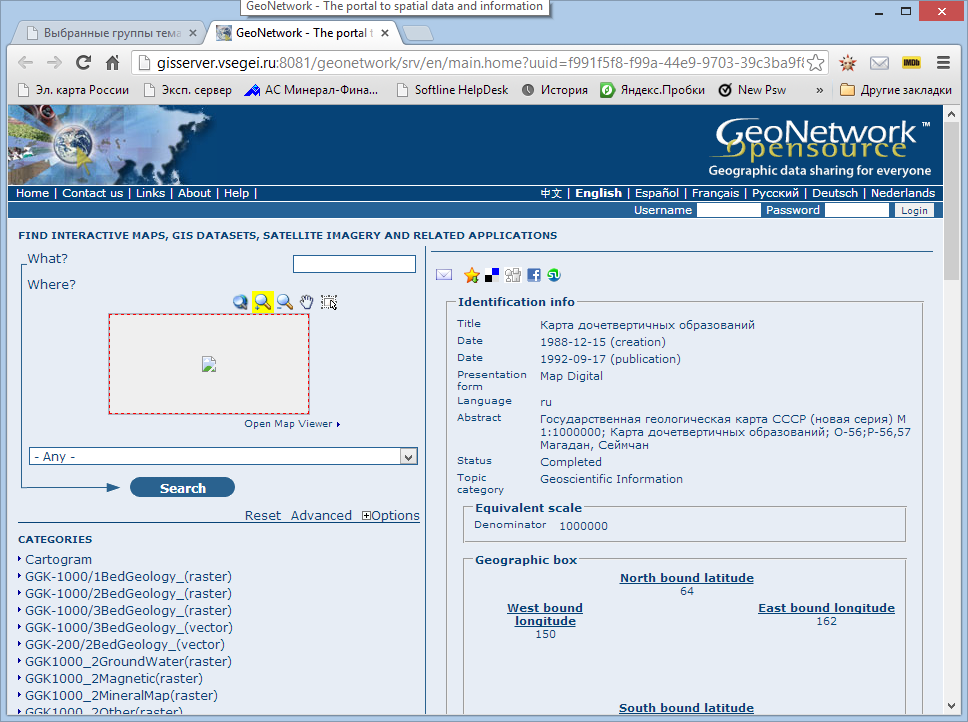 GeoNetwork - The portal to spatial data and information
Выбранные группы тема
GeoNetwork - The portal t
gisserver.vsegei.ru:8081/geonetwork/srv/en/main.home?uuid=f991f5f8-f99a-44e9-9703-39c3ba9f8
IMDb
Эл. карта России
Эксп. сервер
АС Минерал-Фина...
Softline HelpDesk
История
Яндекс.Пробки
New Psw
»
Другие закладки
GeoNetwork™
opensource
Geographic data sharing for everyone
Home | Contact us | Links | About | Help |
中文 | English | Español | Français | Русский | Deutsch | Nederlands
Username Password Login
FIND INTERACTIVE MAPS, GIS DATASETS, SATELLITE IMAGERY AND RELATED APPLICATIONS
What?
Where?
Open Map Viewer
- Any -
Search
Reset Advanced Options
CATEGORIES
Cartogram
GGK-1000/1BedGeology_(raster)
GGK-1000/2BedGeology_(raster)
GGK-1000/3BedGeology_(raster)
GGK-1000/3BedGeology_(vector)
GGK-200/2BedGeology_(vector)
GGK1000_2GroundWater(raster)
GGK1000_2Magnetic(raster)
GGK1000_2MineralMap(raster)
GGK1000_2Other(raster)
Identification info
Title Карта дочетвертичных образований
Date 1988-12-15 (creation)
Date 1992-09-17 (publication)
Presentation form Map Digital
Language ru
Abstract Государственная геологическая карта СССР (новая серия) М
1:1000000; Карта дочетвертичных образований; O-56;P-56,57
Магадан, Сеймчан
Status Completed
Topic category Geoscientific Information
Equivalent scale
Denominator 1000000
Geographic box
North bound latitude
64
West bound longitude
150
East bound longitude
162
South bound latitude